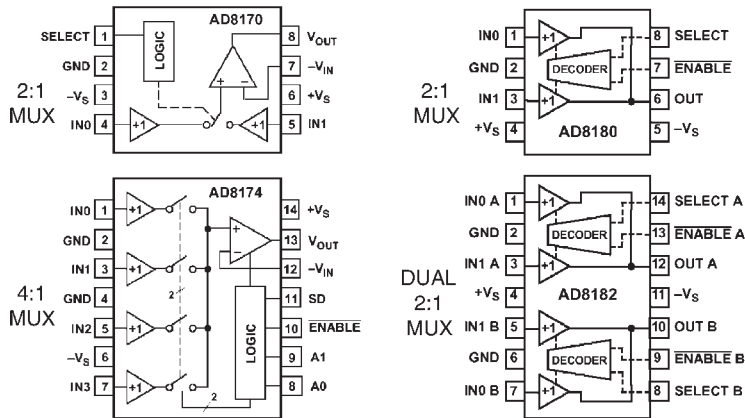 AD8170
SELECT 1 LOGIC 8 VOUT
GND 2 7 –VIN
–VS 3 + – 6 +VS
IN0 4 +1 +1 5 IN1
2:1
MUX
AD8174
IN0 1 +1 14 +VS
GND 2 + – 13 VOUT
IN1 3 +1 12 –VIN
GND 4 2 11 SD
IN2 5 +1 LOGIC 10 ENABLE
–VS 6 9 A1
IN3 7 +1 2 8 A0
4:1
MUX
IN0 1 +1 8 SELECT
GND 2 DECODER 7 ENABLE
IN1 3 +1 6 OUT
+VS 4 AD8180 5 –VS
2:1
MUX
IN0 A 1 +1 14 SELECT A
GND 2 DECODER 13 ENABLE A
IN1 A 3 +1 12 OUT A
+VS 4 AD8182 11 –VS
IN1 B 5 +1 10 OUT B
GND 6 DECODER 9 ENABLE B
IN0 B 7 +1 8 SELECT B
DUAL
2:1
MUX